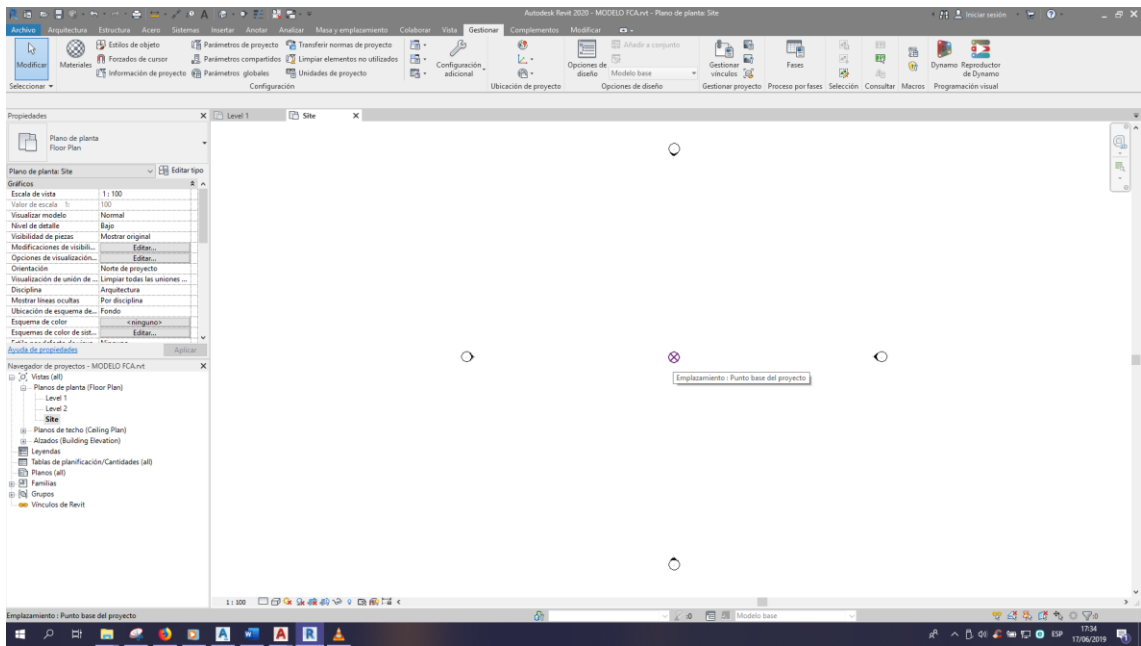 Autodesk Revit 2020 - MODELO FCA.rvt - Plano de planta: Site
Iniciar sesión
Archivo Arquitectura Estructura Acero Sistemas Insertar Anotar Analizar Masa y emplazamiento Colaborar Vista Gestionar Complementos Modificar
Modificar
Materiales
Estilos de objeto
Forzados de cursor
Información de proyecto
Parámetros de proyecto
Parámetros compartidos
Parámetros globales
Transferir normas de proyecto
Limpiar elementos no utilizados
Unidades de proyecto
Configuración adicional
Opciones de diseño
Añadir a conjunto
Modelo base
Gestionar vínculos
Fases
Dynamo
Reproductor de Dynamo
Seleccionar
Configuración
Ubicación de proyecto
Opciones de diseño
Gestionar proyecto
Proceso por fases
Selección
Consultar
Macros
Programación visual
Propiedades
Level 1
Site
Plano de planta
Floor Plan
Plano de planta: Site
Editar tipo
Gráficos
Escala de vista 1 : 100
Valor de escala 1: 100
Visualizar modelo Normal
Nivel de detalle Bajo
Visibilidad de piezas Mostrar original
Modificaciones de visibili... Editar...
Opciones de visualización... Editar...
Orientación Norte de proyecto
Visualización de unión de ... Limpiar todas las uniones ...
Disciplina Arquitectura
Mostrar líneas ocultas Por disciplina
Ubicación de esquema de... Fondo
Esquema de color <ninguno>
Esquemas de color de sist... Editar...
Ayuda de propiedades
Aplicar
Navegador de proyectos - MODELO FCA.rvt
Vistas (all)
Planos de planta (Floor Plan)
Level 1
Level 2
Site
Planos de techo (Ceiling Plan)
Alzados (Building Elevation)
Leyendas
Tablas de planificación/Cantidades (all)
Planos (all)
Familias
Grupos
Vínculos de Revit
Emplazamiento : Punto base del proyecto
1 : 100
Emplazamiento : Punto base del proyecto
:0
Modelo base
:0
ESP
17:34
17/06/2019